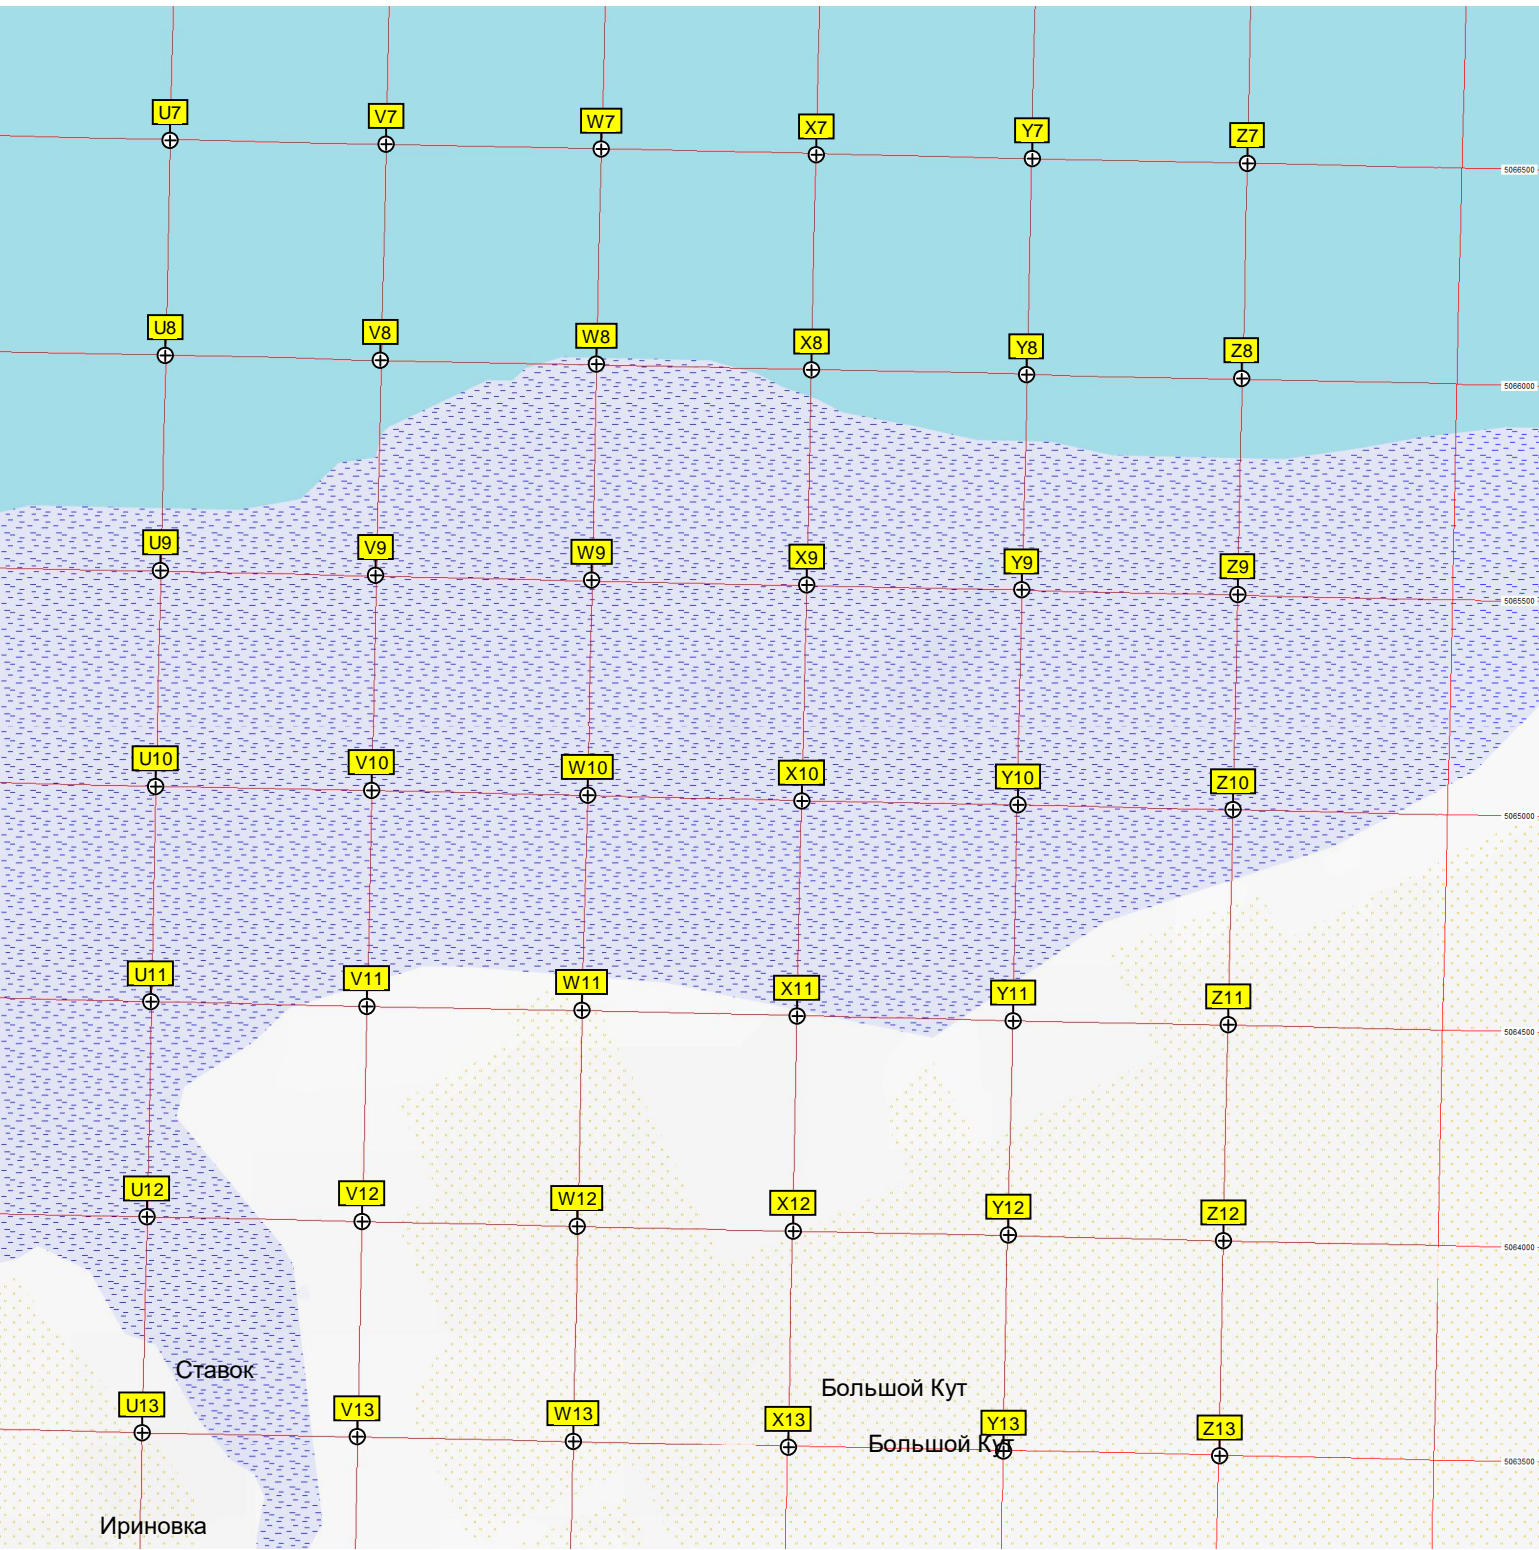 U7 V7 W7 X7 Y7 Z7
5066500
U8 V8 W8 X8 Y8 Z8
5066000
U9 V9 W9 X9 Y9 Z9
5065500
U10 V10 W10 X10 Y10 Z10
5065000
U11 V11 W11 X11 Y11 Z11
5064500
U12 V12 W12 X12 Y12 Z12
5064000
Ставок
Большой Кут
U13 V13 W13 X13 Y13 Z13
Большой Кут
5063500
Ириновка